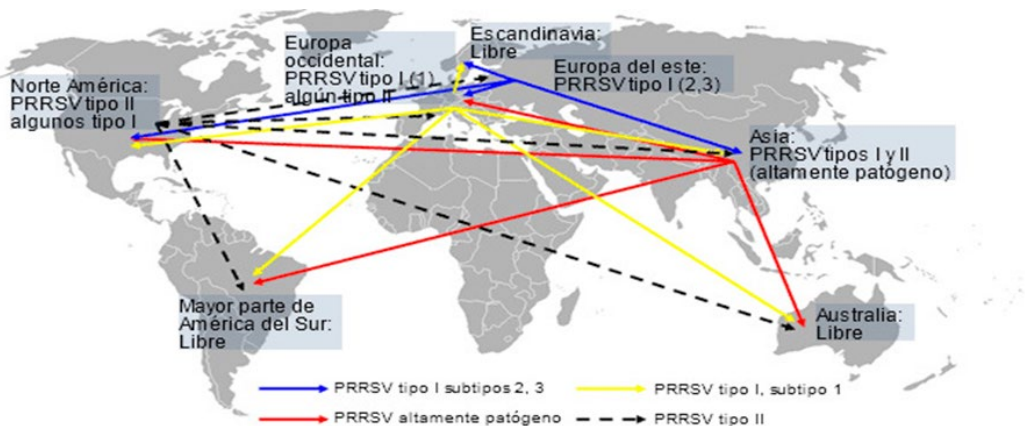 Norte América:
PRRSV tipo II
algunos tipo I
Europa
occidental:
PRRSV tipo I (1)
algún tipo II
Escandinavia:
Libre
Europa del este:
PRRSV tipo I (2,3)
Asia:
PRRSV tipos I y II
(altamente patógeno)
Mayor parte de
América del Sur:
Libre
Australia:
Libre
PRRSV tipo I subtipos 2, 3
PRRSV tipo I, subtipo 1
PRRSV altamente patógeno
PRRSV tipo II